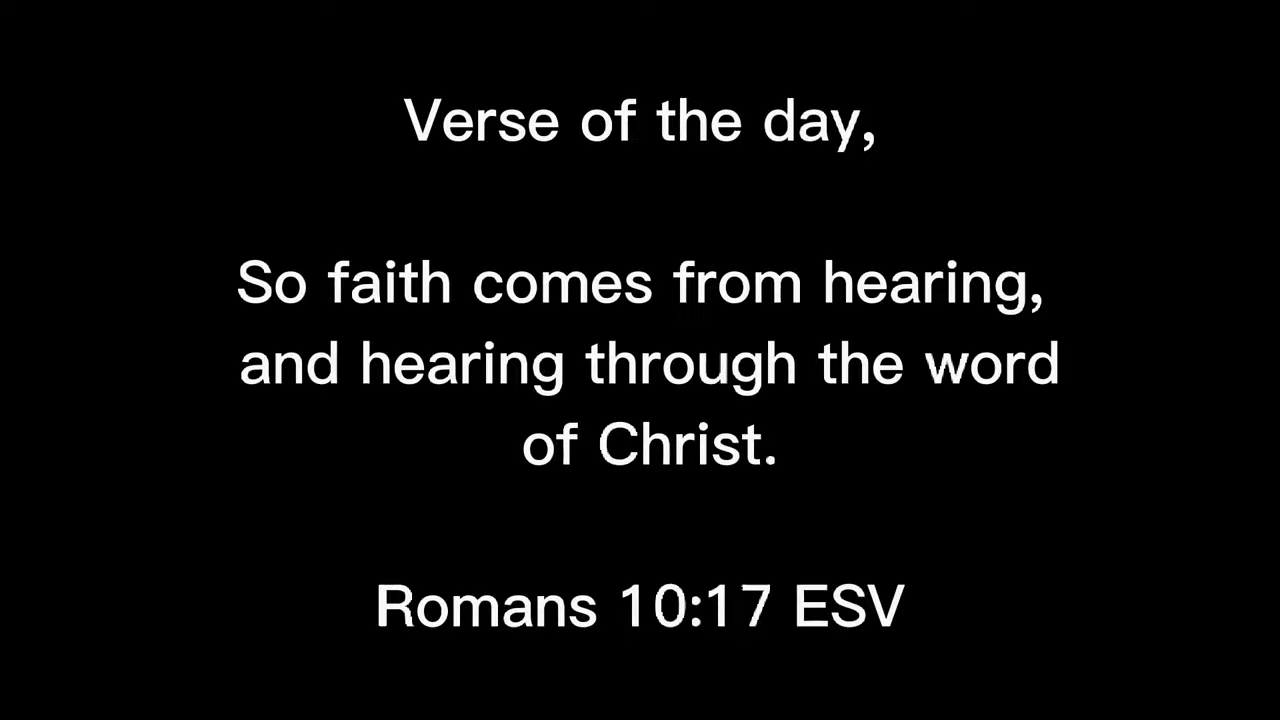 Verse of the day,
So faith comes from hearing,
and hearing through the word
of Christ.
Romans 10:17 ESV